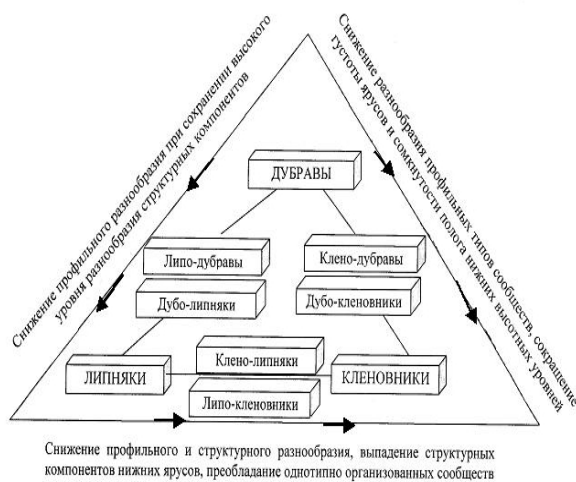 Снижение профильного разнообразия при сохранении высокого
уровня разнообразия структурных компонентов
Снижение разнообразия профильных типов сообществ, сокращение
густоты ярусов и сомкнутости полога нижних высотных уровней
ДУБРАВЫ
Липо-дубравы
Клено-дубравы
Дубо-липняки
Дубо-кленовники
Клено-липняки
ЛИПНЯКИ
КЛЕНОВНИКИ
Липо-кленовники
Снижение профильного и структурного разнообразия, выпадение структурных
компонентов нижних ярусов, преобладание однотипно организованных сообществ